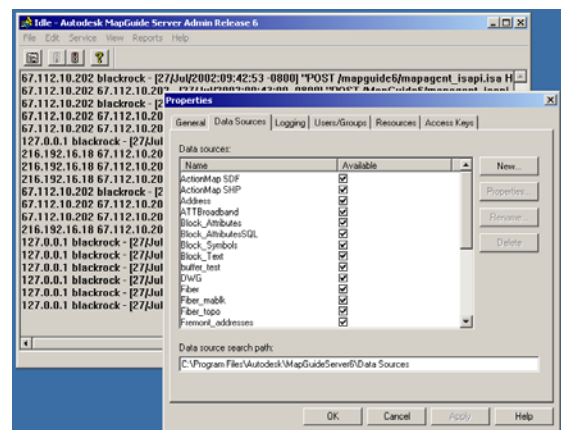 Idle - Autodesk MapGuide Server Admin Release 6
File Edit Service View Reports Help
67.112.10.202 blackrock - [27/Jul/2002:09:42:53 -0800] "POST /mapguide6/mapagent_isapi.isa H
67.112.10.202 67.112.10.202
67.112.10.202 blackrock - [2
67.112.10.202 67.112.10.20
67.112.10.202 67.112.10.20
127.0.0.1 blackrock - [27/Jul
216.192.16.18 67.112.10.20
216.192.16.18 67.112.10.20
216.192.16.18 67.112.10.20
67.112.10.202 blackrock - [2
67.112.10.202 67.112.10.20
67.112.10.202 67.112.10.20
216.192.16.18 67.112.10.20
127.0.0.1 blackrock - [27/Jul
127.0.0.1 blackrock - [27/Jul
127.0.0.1 blackrock - [27/Jul
127.0.0.1 blackrock - [27/Jul
127.0.0.1 blackrock - [27/Jul
Properties
General Data Sources Logging Users/Groups Resources Access Keys
Data sources:
Name Available
ActionMap SDF
ActionMap SHP
Address
ATTBroadband
Block_Attributes
Block_AttributesSQL
Block_Symbols
Block_Text
buffer_test
DWG
Fiber
Fiber_mablk
Fiber_topo
Fremont_addresses
New...
Properties...
Rename...
Delete
Data source search path:
C:\Program Files\Autodesk\MapGuideServer6\Data Sources
OK Cancel Apply Help